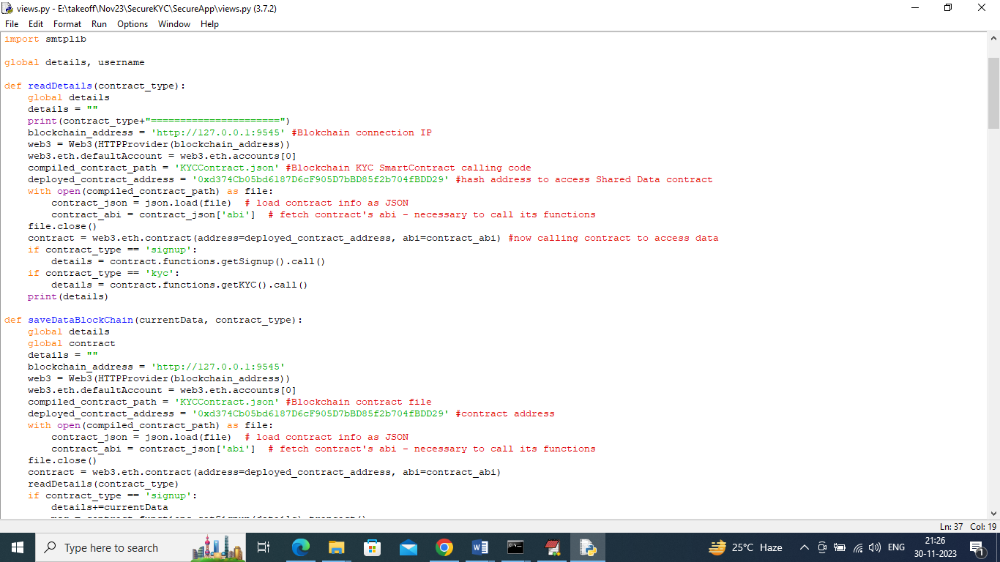 views.py - E:\takeoff\Nov23\SecureKYC\SecureApp\views.py (3.7.2)
File Edit Format Run Options Window Help
import smtplib

global details, username

def readDetails(contract_type):
    global details
    details = ""
    print(contract_type+"======================")
    blockchain_address = 'http://127.0.0.1:9545' #Blokchain connection IP
    web3 = Web3(HTTPProvider(blockchain_address))
    web3.eth.defaultAccount = web3.eth.accounts[0]
    compiled_contract_path = 'KYCContract.json' #Blockchain KYC SmartContract calling code
    deployed_contract_address = '0xd374Cb05bd6187D6cF905D7bBD85f2b704fBDD29' #hash address to access Shared Data contract
    with open(compiled_contract_path) as file:
        contract_json = json.load(file)  # load contract info as JSON
        contract_abi = contract_json['abi']  # fetch contract's abi - necessary to call its functions
    file.close()
    contract = web3.eth.contract(address=deployed_contract_address, abi=contract_abi) #now calling contract to access data
    if contract_type == 'signup':
        details = contract.functions.getSignup().call()
    if contract_type == 'kyc':
        details = contract.functions.getKYC().call()
    print(details)

def saveDataBlockChain(currentData, contract_type):
    global details
    global contract
    details = ""
    blockchain_address = 'http://127.0.0.1:9545'
    web3 = Web3(HTTPProvider(blockchain_address))
    web3.eth.defaultAccount = web3.eth.accounts[0]
    compiled_contract_path = 'KYCContract.json' #Blockchain contract file
    deployed_contract_address = '0xd374Cb05bd6187D6cF905D7bBD85f2b704fBDD29' #contract address
    with open(compiled_contract_path) as file:
        contract_json = json.load(file)  # load contract info as JSON
        contract_abi = contract_json['abi']  # fetch contract's abi - necessary to call its functions
    file.close()
    contract = web3.eth.contract(address=deployed_contract_address, abi=contract_abi)
    readDetails(contract_type)
    if contract_type == 'signup':
        details+=currentData
Ln: 37 Col: 19
Type here to search
25°C Haze
ENG
21:26
30-11-2023
1